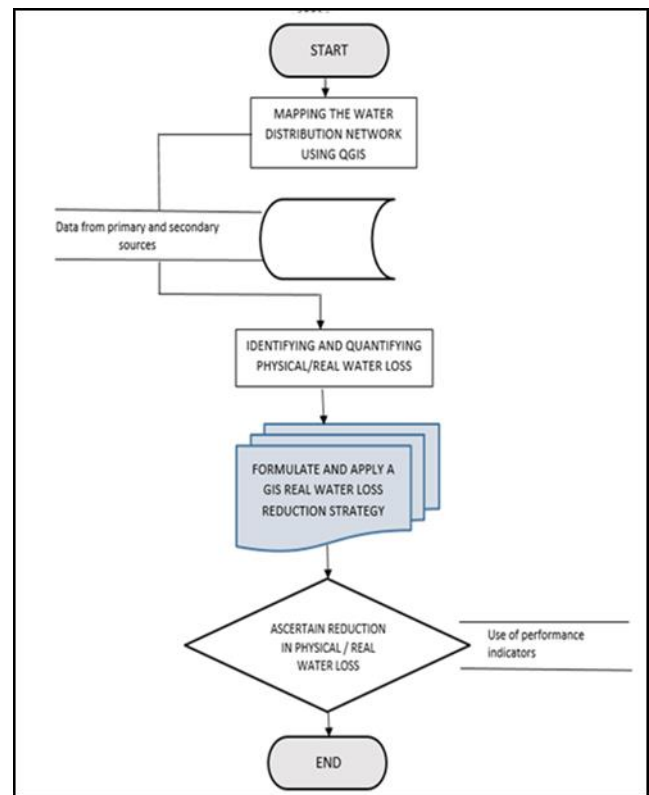 START
MAPPING THE WATER
DISTRIBUTION NETWORK
USING QGIS
Data from primary and secondary
sources
IDENTIFYING AND QUANTIFYING
PHYSICAL/REAL WATER LOSS
FORMULATE AND APPLY A
GIS REAL WATER LOSS
REDUCTION STRATEGY
ASCERTAIN REDUCTION
IN PHYSICAL / REAL
WATER LOSS
Use of performance
indicators
END